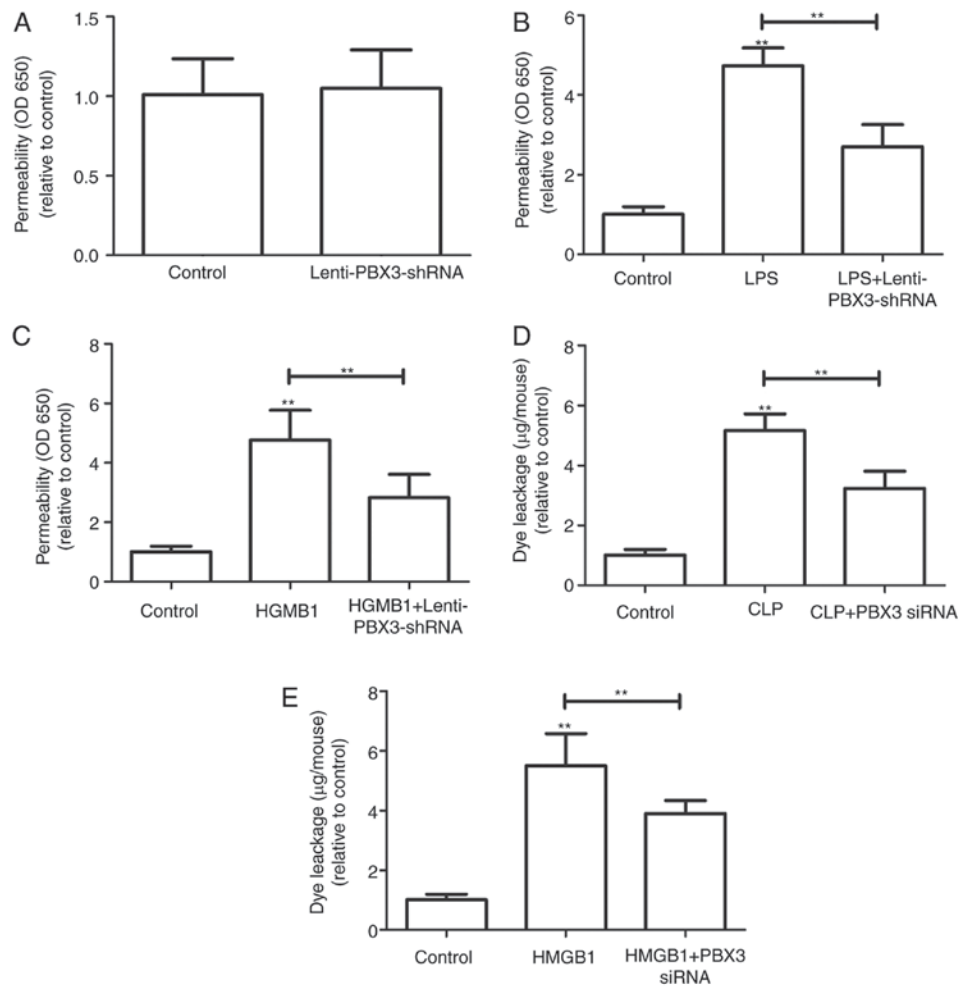 A
Permeability (OD 650)
(relative to control)
1.5
1.0
0.5
0.0
Control
Lenti-PBX3-shRNA
B
Permeability (OD 650)
(relative to control)
6
4
2
0
**
**
Control
LPS
LPS+Lenti-
PBX3-shRNA
C
Permeability (OD 650)
(relative to control)
8
6
4
2
0
**
**
Control
HGMB1
HGMB1+Lenti-
PBX3-shRNA
D
Dye leackage (µg/mouse)
(relative to control)
8
6
4
2
0
**
**
Control
CLP
CLP+PBX3 siRNA
E
Dye leackage (µg/mouse)
(relative to control)
8
6
4
2
0
**
**
Control
HMGB1
HMGB1+PBX3
siRNA